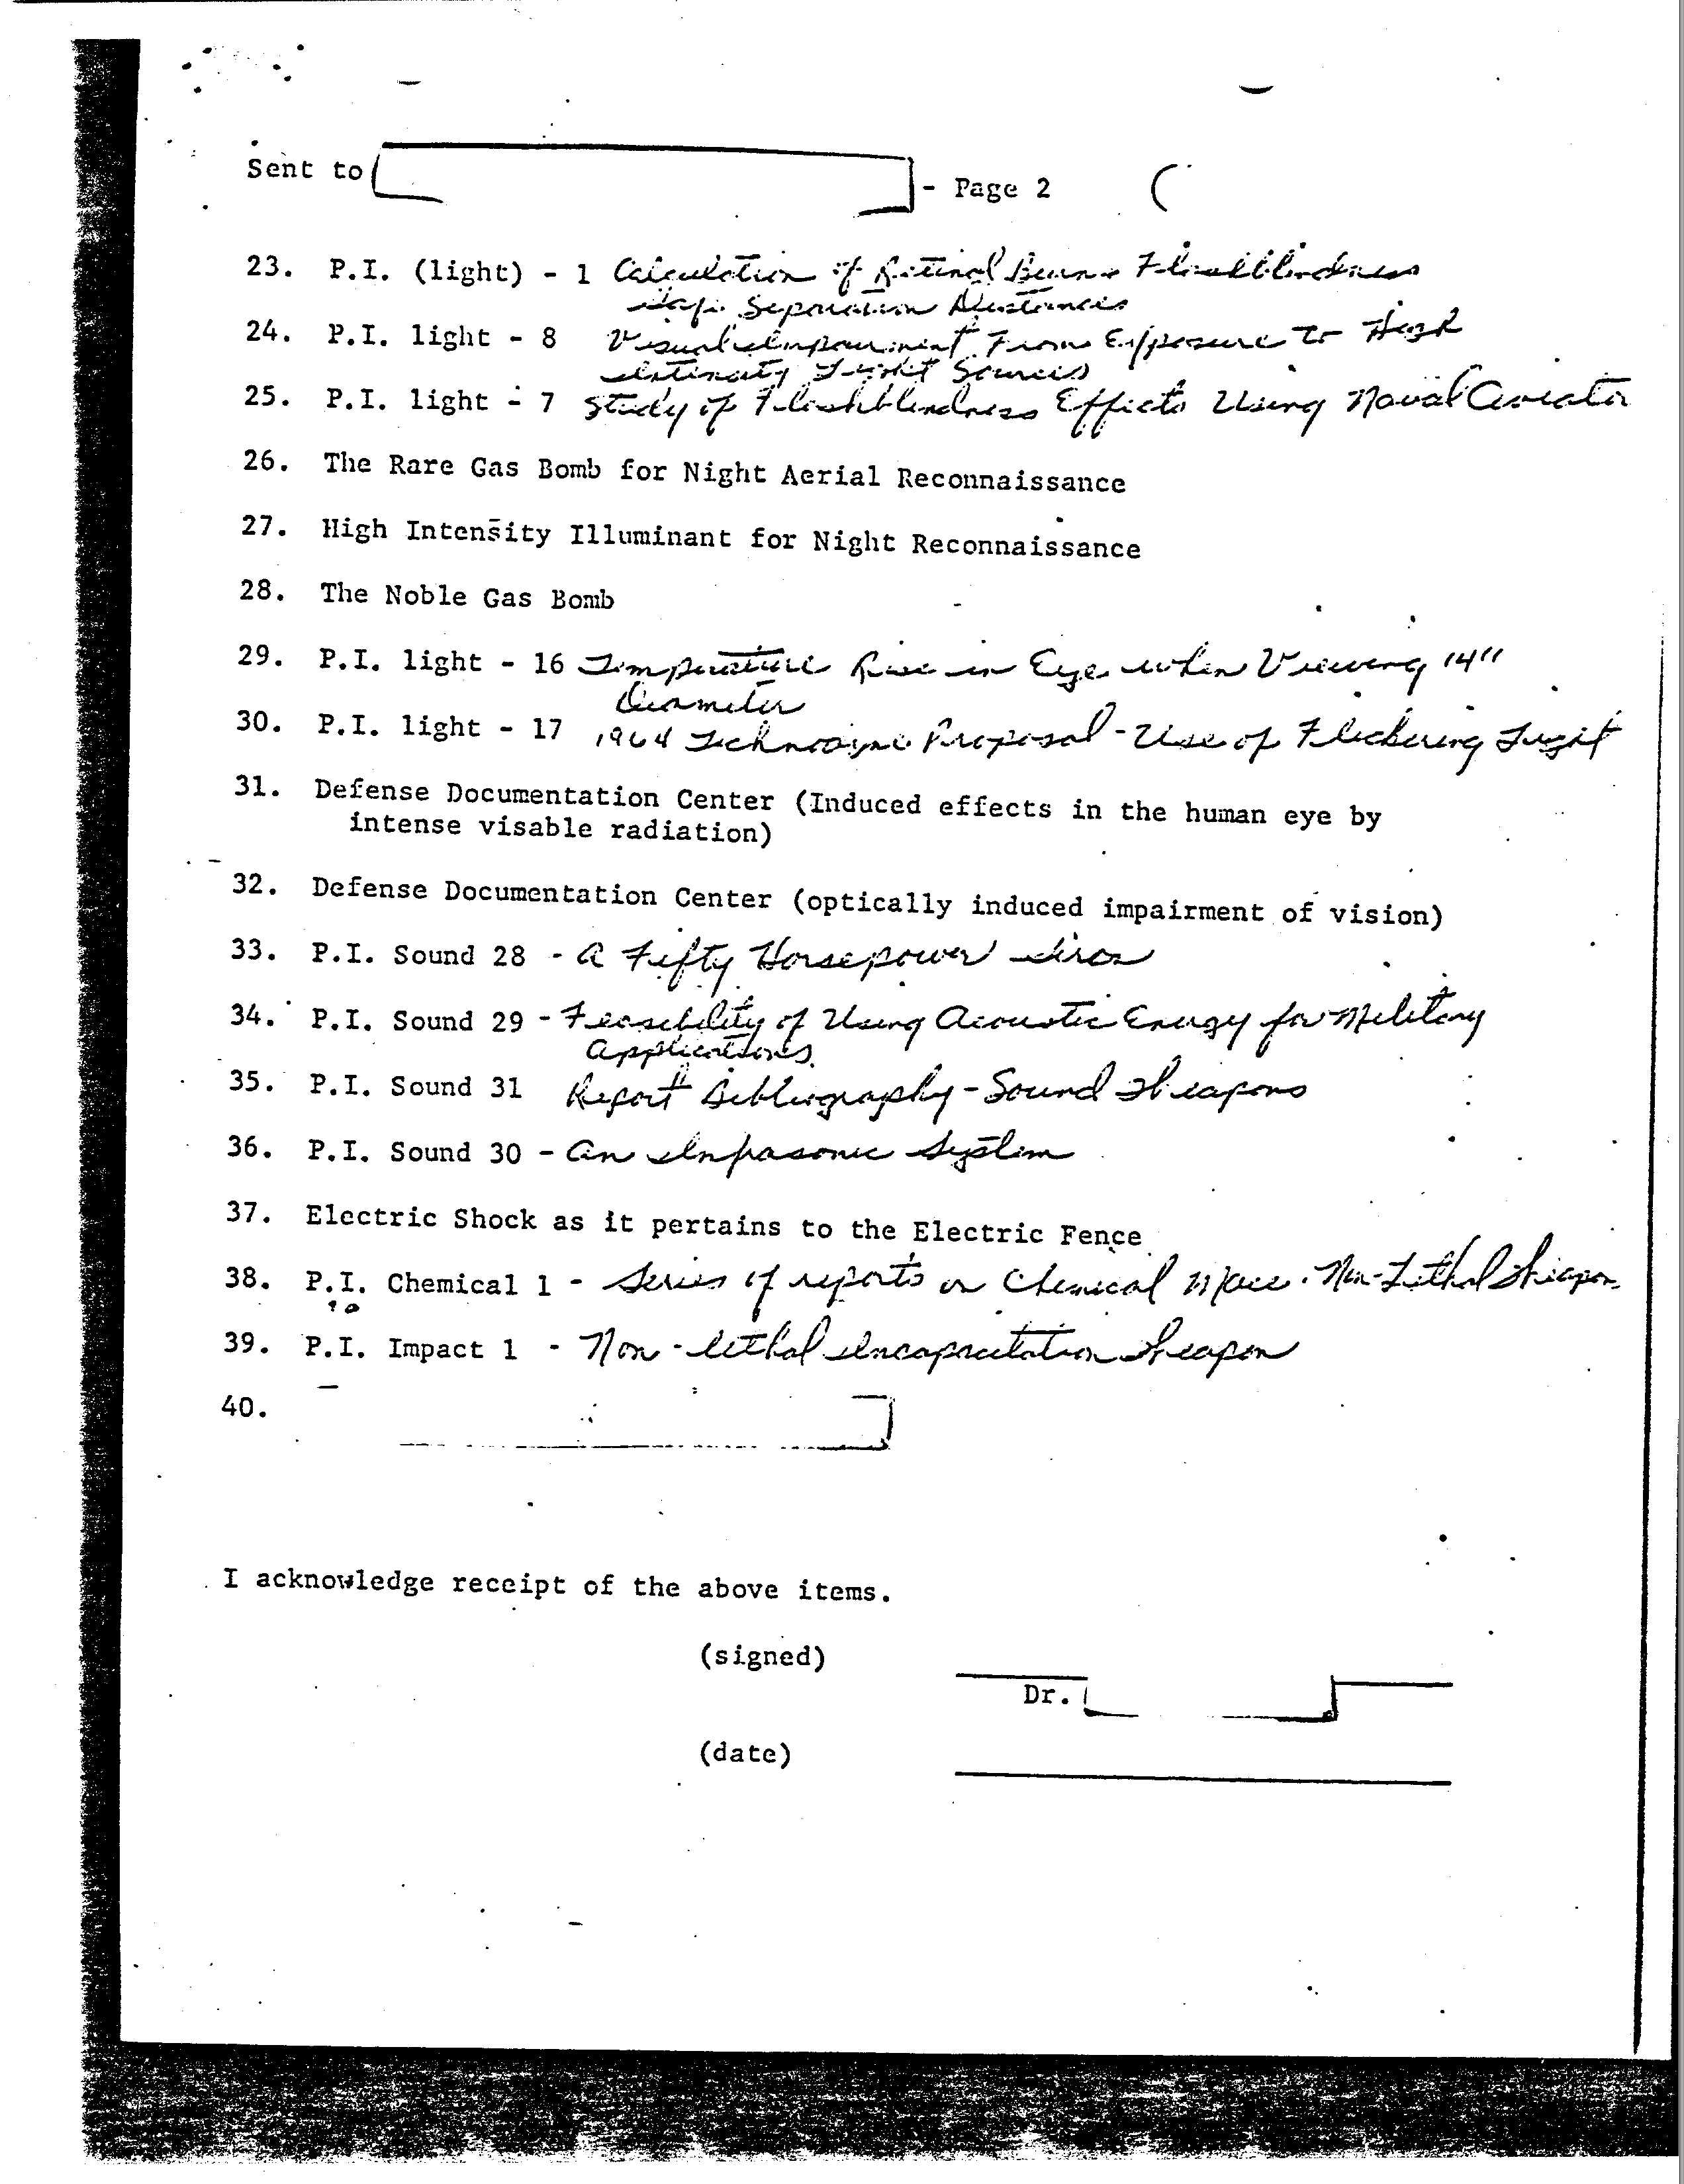 Sent to - Page 2
23. P.I. (light) - 1 Calculation of Retinal Burn & Flashblindness
Safe Separation Distances
24. P.I. light - 8 Visual Impairment From Exposure to High
Intensity Light Sources
25. P.I. light - 7 Study of Flashblindness Effects Using Naval Aviator
26. The Rare Gas Bomb for Night Aerial Reconnaissance
27. High Intensity Illuminant for Night Reconnaissance
28. The Noble Gas Bomb
29. P.I. light - 16 Temperature Rise in Eye when Viewing
Diameter
30. P.I. light - 17 1964 Proposal - Use of Flickering Light
31. Defense Documentation Center (Induced effects in the human eye by
intense visable radiation)
32. Defense Documentation Center (optically induced impairment of vision)
33. P.I. Sound 28 - A Fifty Horsepower Siren
34. P.I. Sound 29 - Feasibility of Using Acoustic Energy for Military
Applications
35. P.I. Sound 31 Report Bibliography - Sound Weapons
36. P.I. Sound 30 - An Infrasonic System
37. Electric Shock as it pertains to the Electric Fence
38. P.I. Chemical 1 - Series of reports on Chemical Mace - Non-Lethal Weapon
39. P.I. Impact 1 - Non-lethal Incapacitation Weapon
40.
I acknowledge receipt of the above items.
(signed)
Dr.
(date)